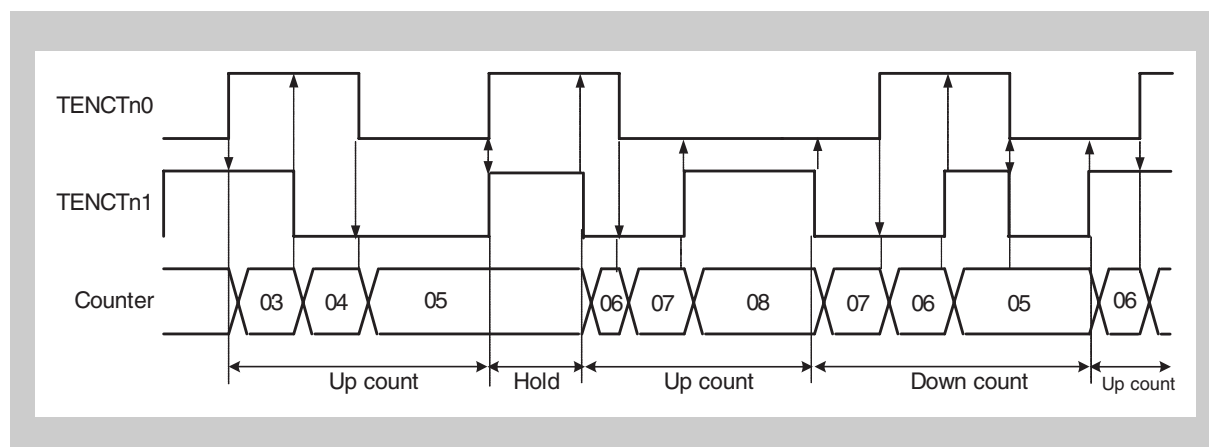 TENCTn0
TENCTn1
Counter 03 04 05 06 07 08 07 06 05 06
Up count Hold Up count Down count Up count